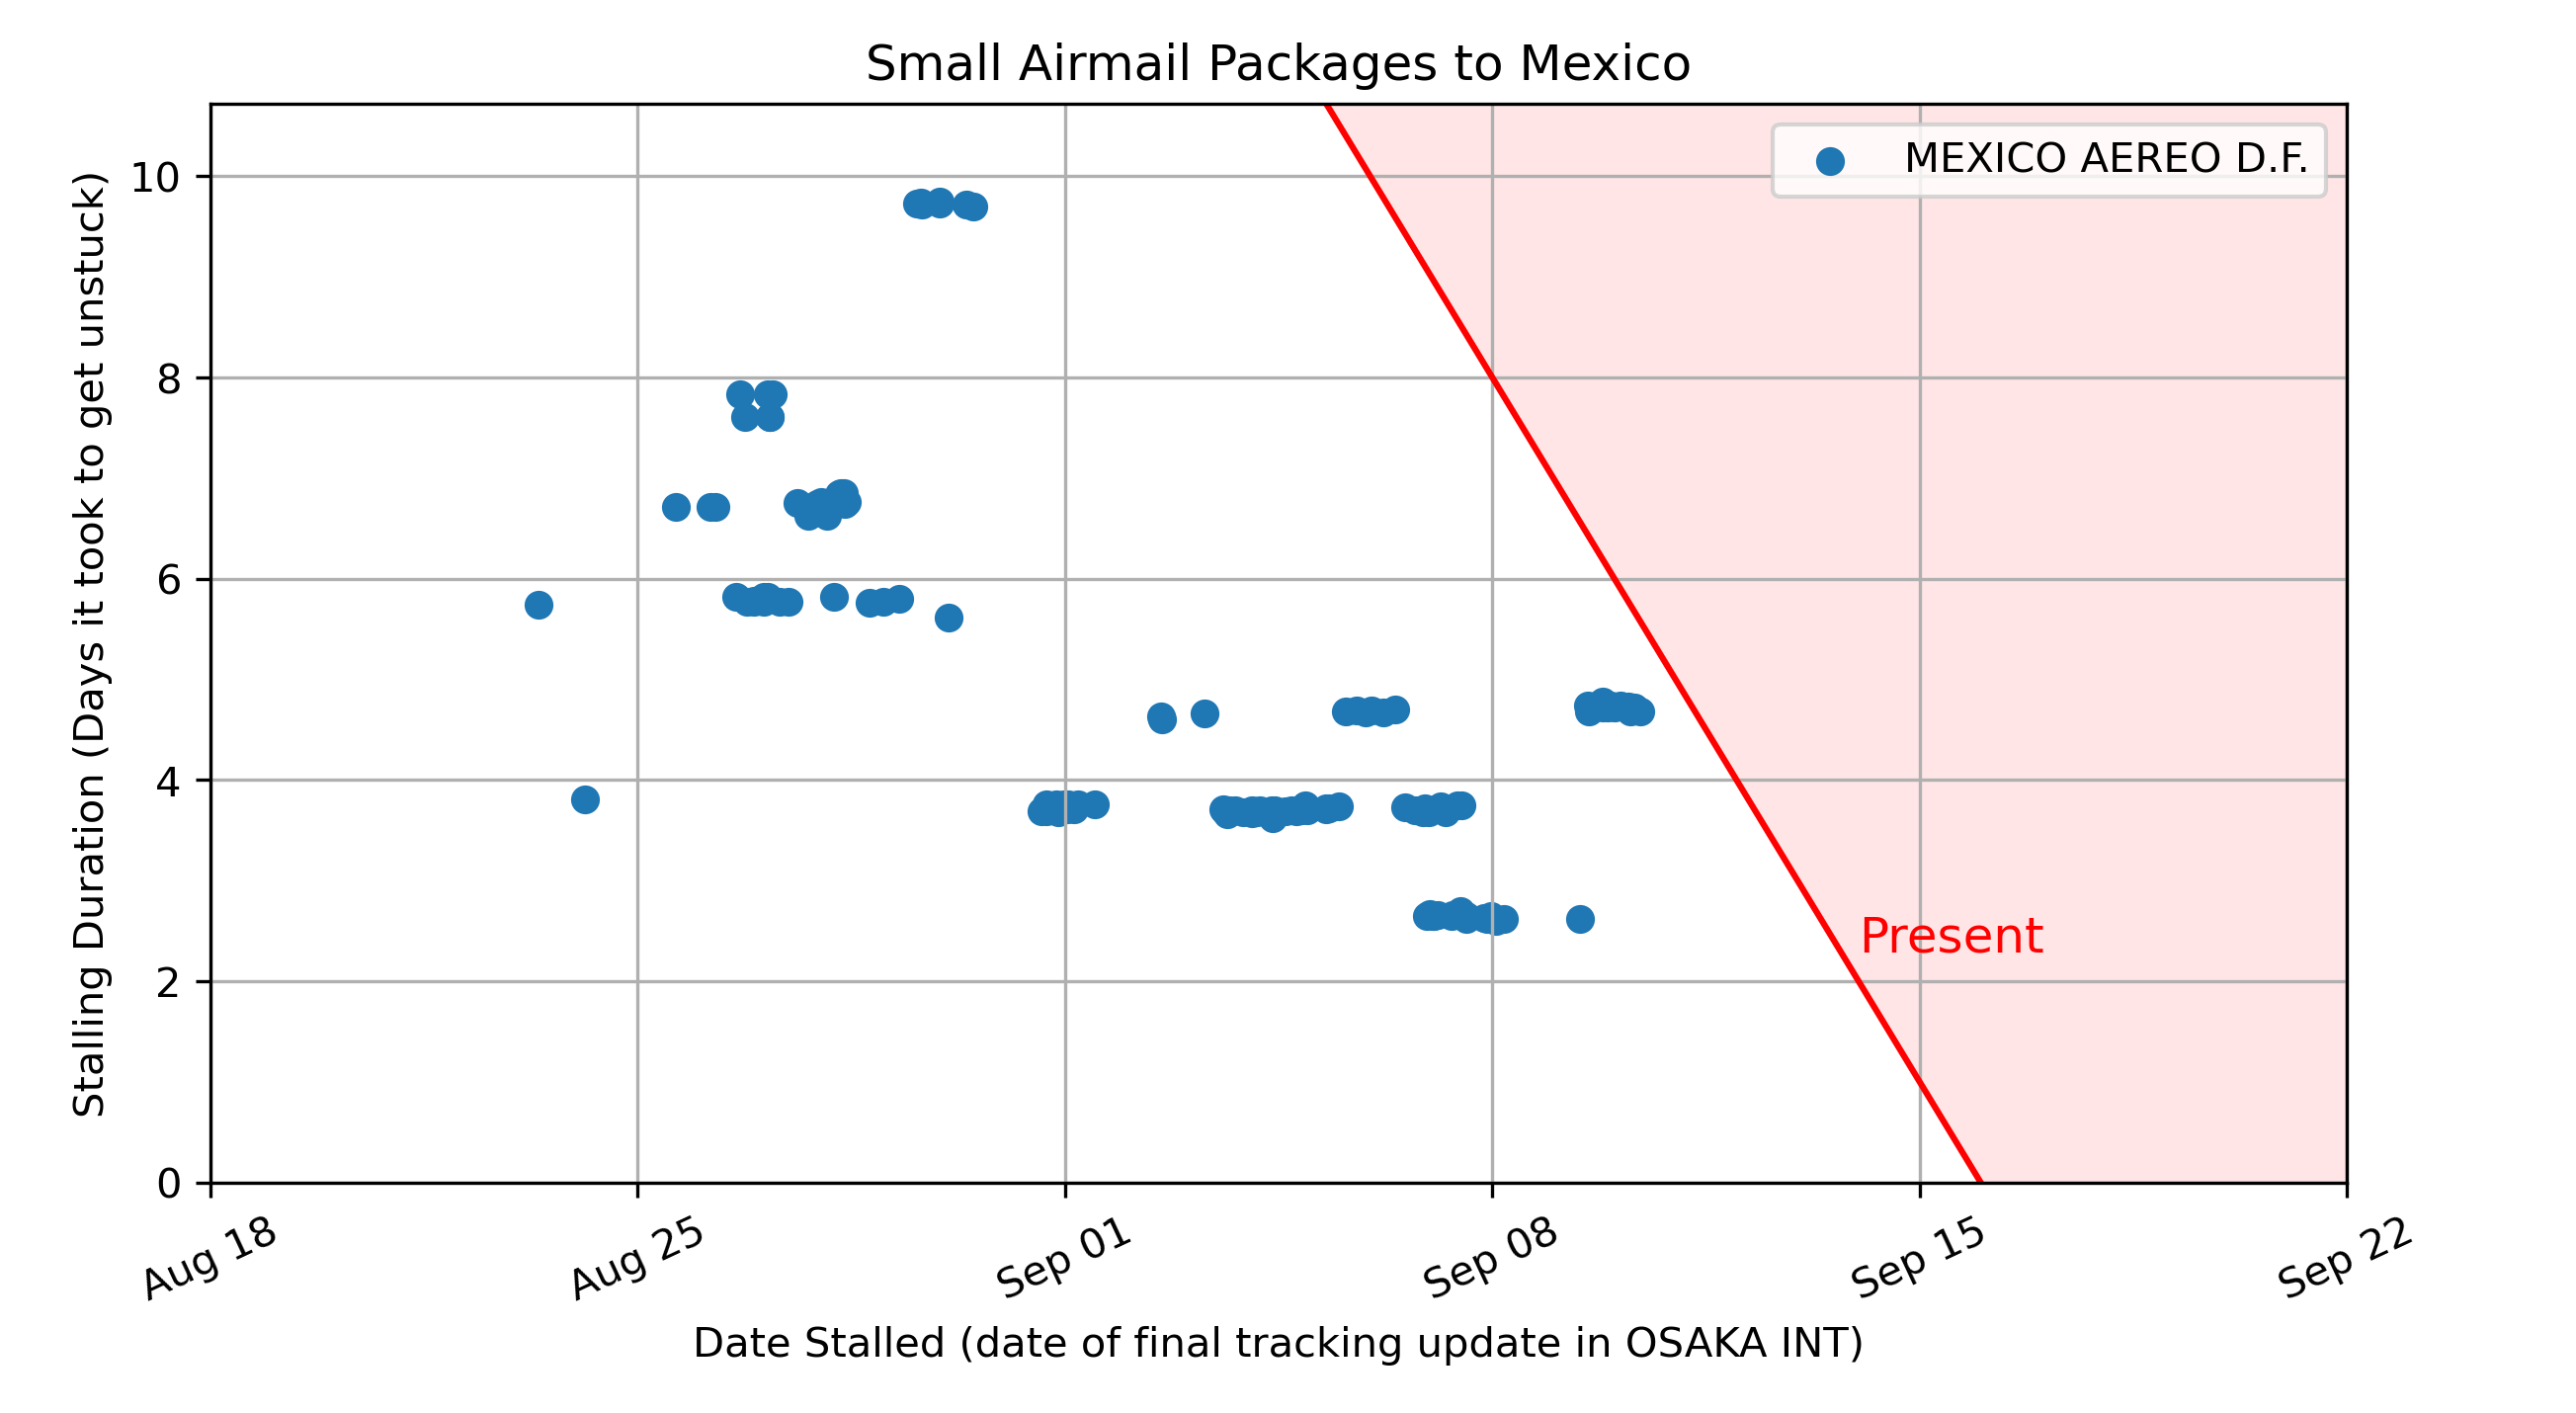 Small Airmail Packages to Mexico
MEXICO AEREO D.F.
Stalling Duration (Days it took to get unstuck)
10
8
6
4
2
0
Present
Aug 18
Aug 25
Sep 01
Sep 08
Sep 15
Sep 22
Date Stalled (date of final tracking update in OSAKA INT)